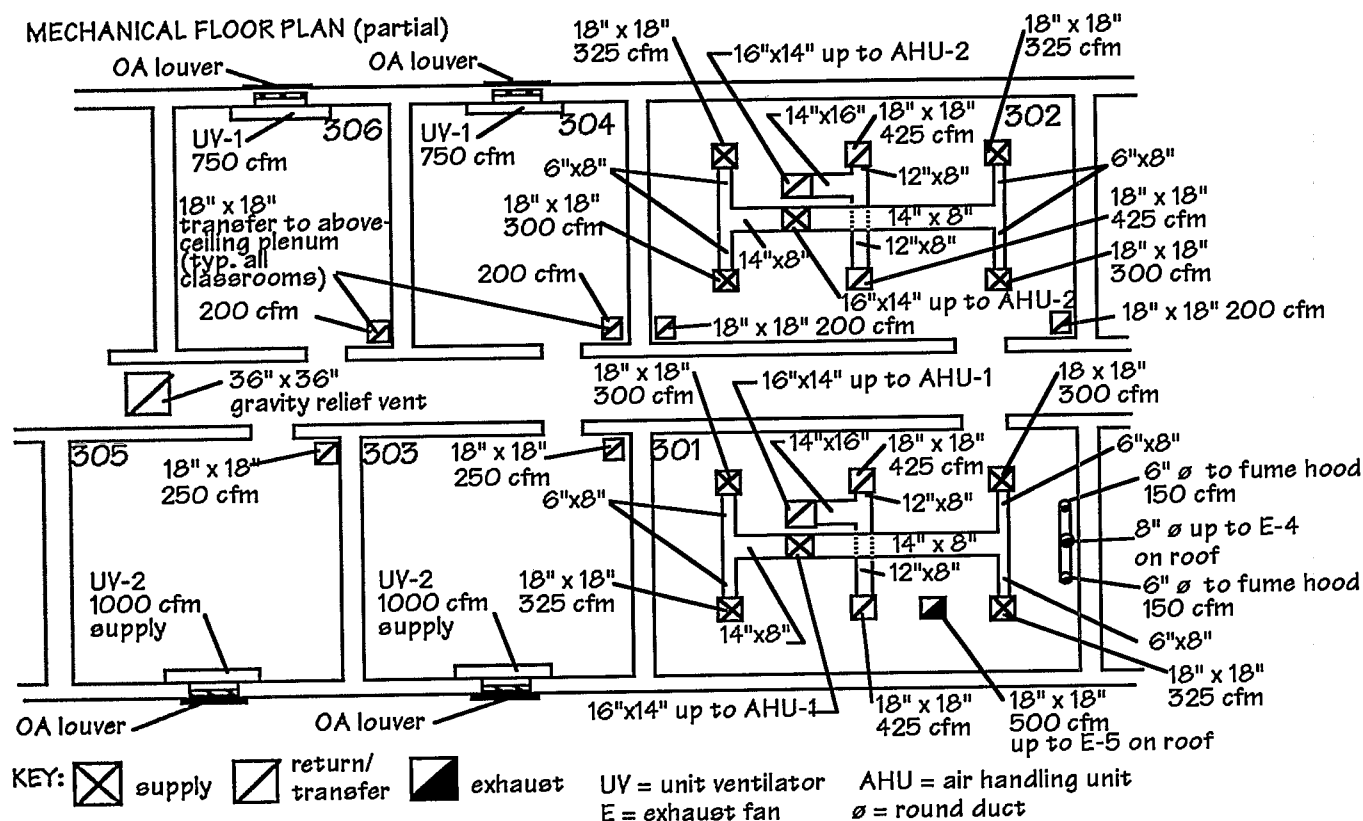 MECHANICAL FLOOR PLAN (partial)
OA louver
OA louver
18" x 18"
325 cfm
16"x14" up to AHU-2
18" x 18"
325 cfm
306
UV-1
750 cfm
304
UV-1
750 cfm
14"x16"
18" x 18"
425 cfm
302
6"x8"
12"x8"
6"x8"
18" x 18"
transfer to above-
ceiling plenum
(typ. all
classrooms)
18" x 18"
300 cfm
14" x 8"
18" x 18"
425 cfm
14"x8"
12"x8"
18" x 18"
300 cfm
200 cfm
200 cfm
16"x14" up to AHU-2
18" x 18" 200 cfm
18" x 18" 200 cfm
36" x 36"
gravity relief vent
18" x 18"
300 cfm
16"x14" up to AHU-1
18 x 18"
300 cfm
305
18" x 18"
250 cfm
303
18" x 18"
250 cfm
301
14"x16"
18" x 18"
425 cfm
6"x8"
6"x8"
12"x8"
6" ø to fume hood
150 cfm
14" x 8"
8" ø up to E-4
on roof
UV-2
1000 cfm
supply
UV-2
1000 cfm
supply
18" x 18"
325 cfm
12"x8"
6" ø to fume hood
150 cfm
14"x8"
6"x8"
18" x 18"
325 cfm
OA louver
OA louver
16"x14" up to AHU-1
18" x 18"
425 cfm
18" x 18"
500 cfm
up to E-5 on roof
KEY:
supply
return/
transfer
exhaust
UV = unit ventilator
E = exhaust fan
AHU = air handling unit
ø = round duct